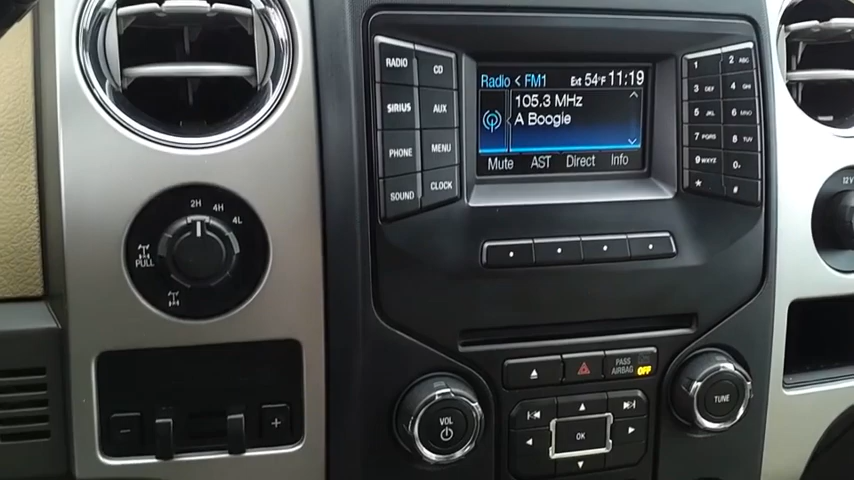 RADIO
CD
SIRIUS
AUX
PHONE
MENU
SOUND
CLOCK
Radio < FM1
Ext 54°F 11:19
105.3 MHz
A Boogie
Mute AST Direct Info
1
2 ABC
3 DEF
4 GHI
5 JKL
6 MNO
7 PQRS
8 TUV
9 WXYZ
0
*
#
2H
4H
4L
PULL
12V
PASS
AIRBAG
OFF
VOL
TUNE
OK
- +